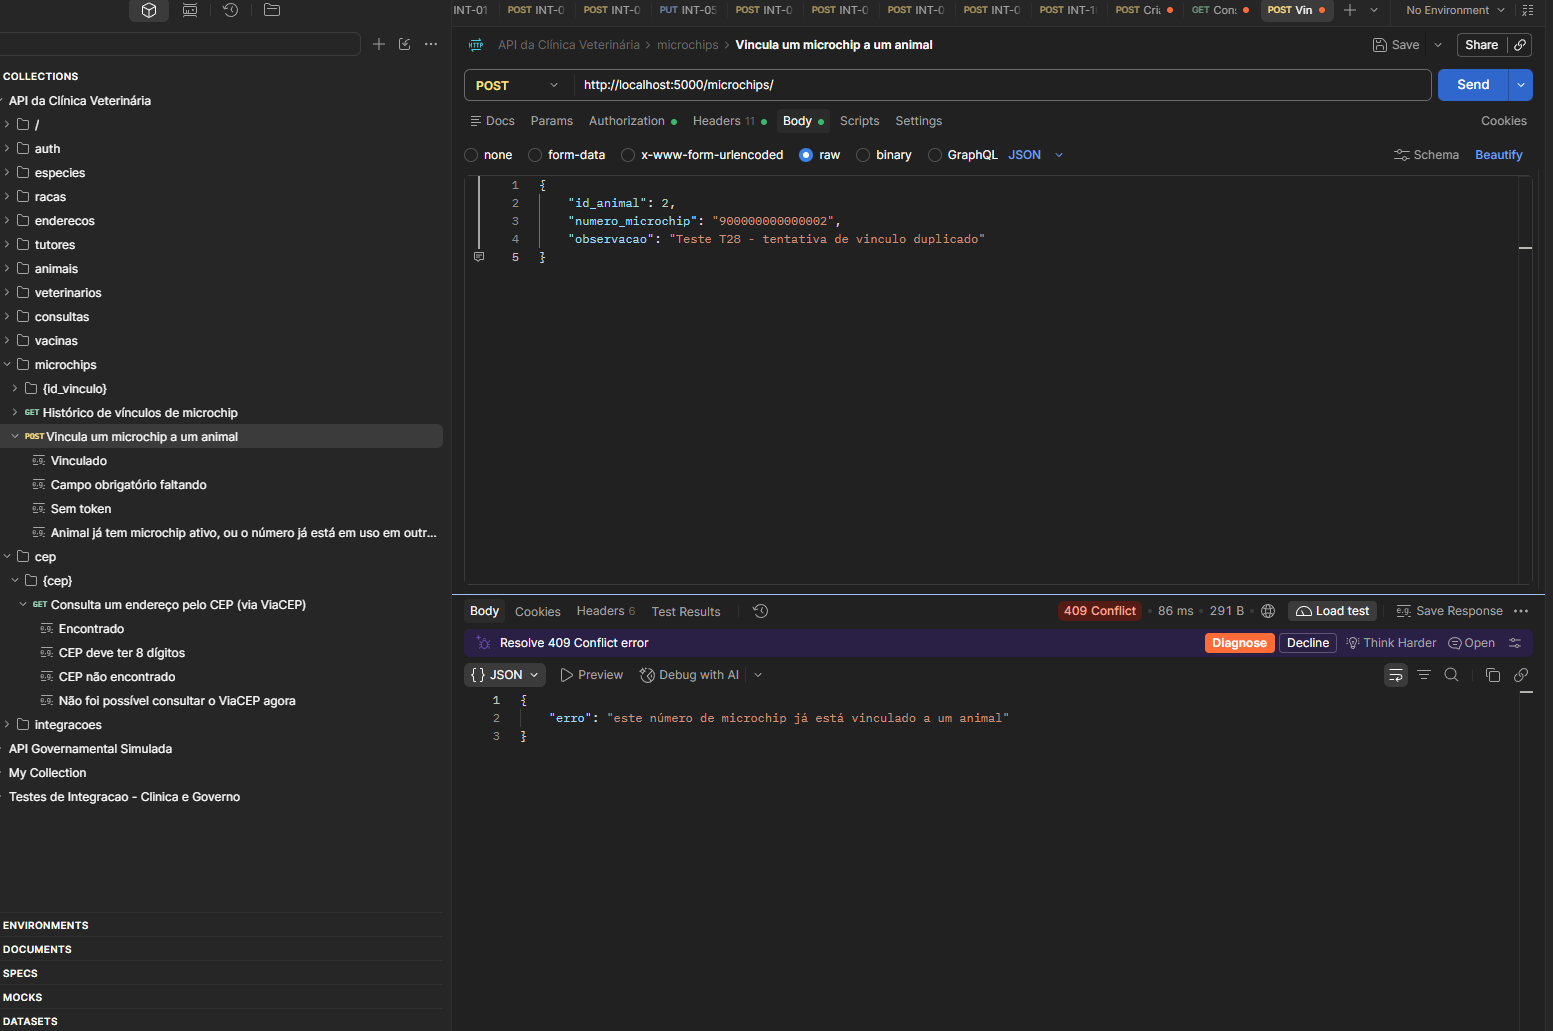 INT-01 POST INT-0 POST INT-0 PUT INT-05 POST INT-0 POST INT-0 POST INT-0 POST INT-0 POST INT-1 POST Cri GET Con POST Vin No Environment
HTTP API da Clínica Veterinária > microchips > Vincula um microchip a um animal Save Share
COLLECTIONS
API da Clínica Veterinária
/
auth
especies
racas
enderecos
tutores
animais
veterinarios
consultas
vacinas
microchips
{id_vinculo}
GET Histórico de vínculos de microchip
POST Vincula um microchip a um animal
e.g. Vinculado
e.g. Campo obrigatório faltando
e.g. Sem token
e.g. Animal já tem microchip ativo, ou o número já está em uso em outr...
cep
{cep}
GET Consulta um endereço pelo CEP (via ViaCEP)
e.g. Encontrado
e.g. CEP deve ter 8 dígitos
e.g. CEP não encontrado
e.g. Não foi possível consultar o ViaCEP agora
integracoes
API Governamental Simulada
My Collection
Testes de Integracao - Clinica e Governo
ENVIRONMENTS
DOCUMENTS
SPECS
MOCKS
DATASETS
POST http://localhost:5000/microchips/ Send
Docs Params Authorization Headers 11 Body Scripts Settings Cookies
none form-data x-www-form-urlencoded raw binary GraphQL JSON Schema Beautify
1 {
2 "id_animal": 2,
3 "numero_microchip": "900000000000002",
4 "observacao": "Teste T28 - tentativa de vinculo duplicado"
5 }
Body Cookies Headers 6 Test Results 409 Conflict 86 ms 291 B Load test e.g. Save Response
Resolve 409 Conflict error Diagnose Decline Think Harder Open
{} JSON Preview Debug with AI
1 {
2 "erro": "este número de microchip já está vinculado a um animal"
3 }